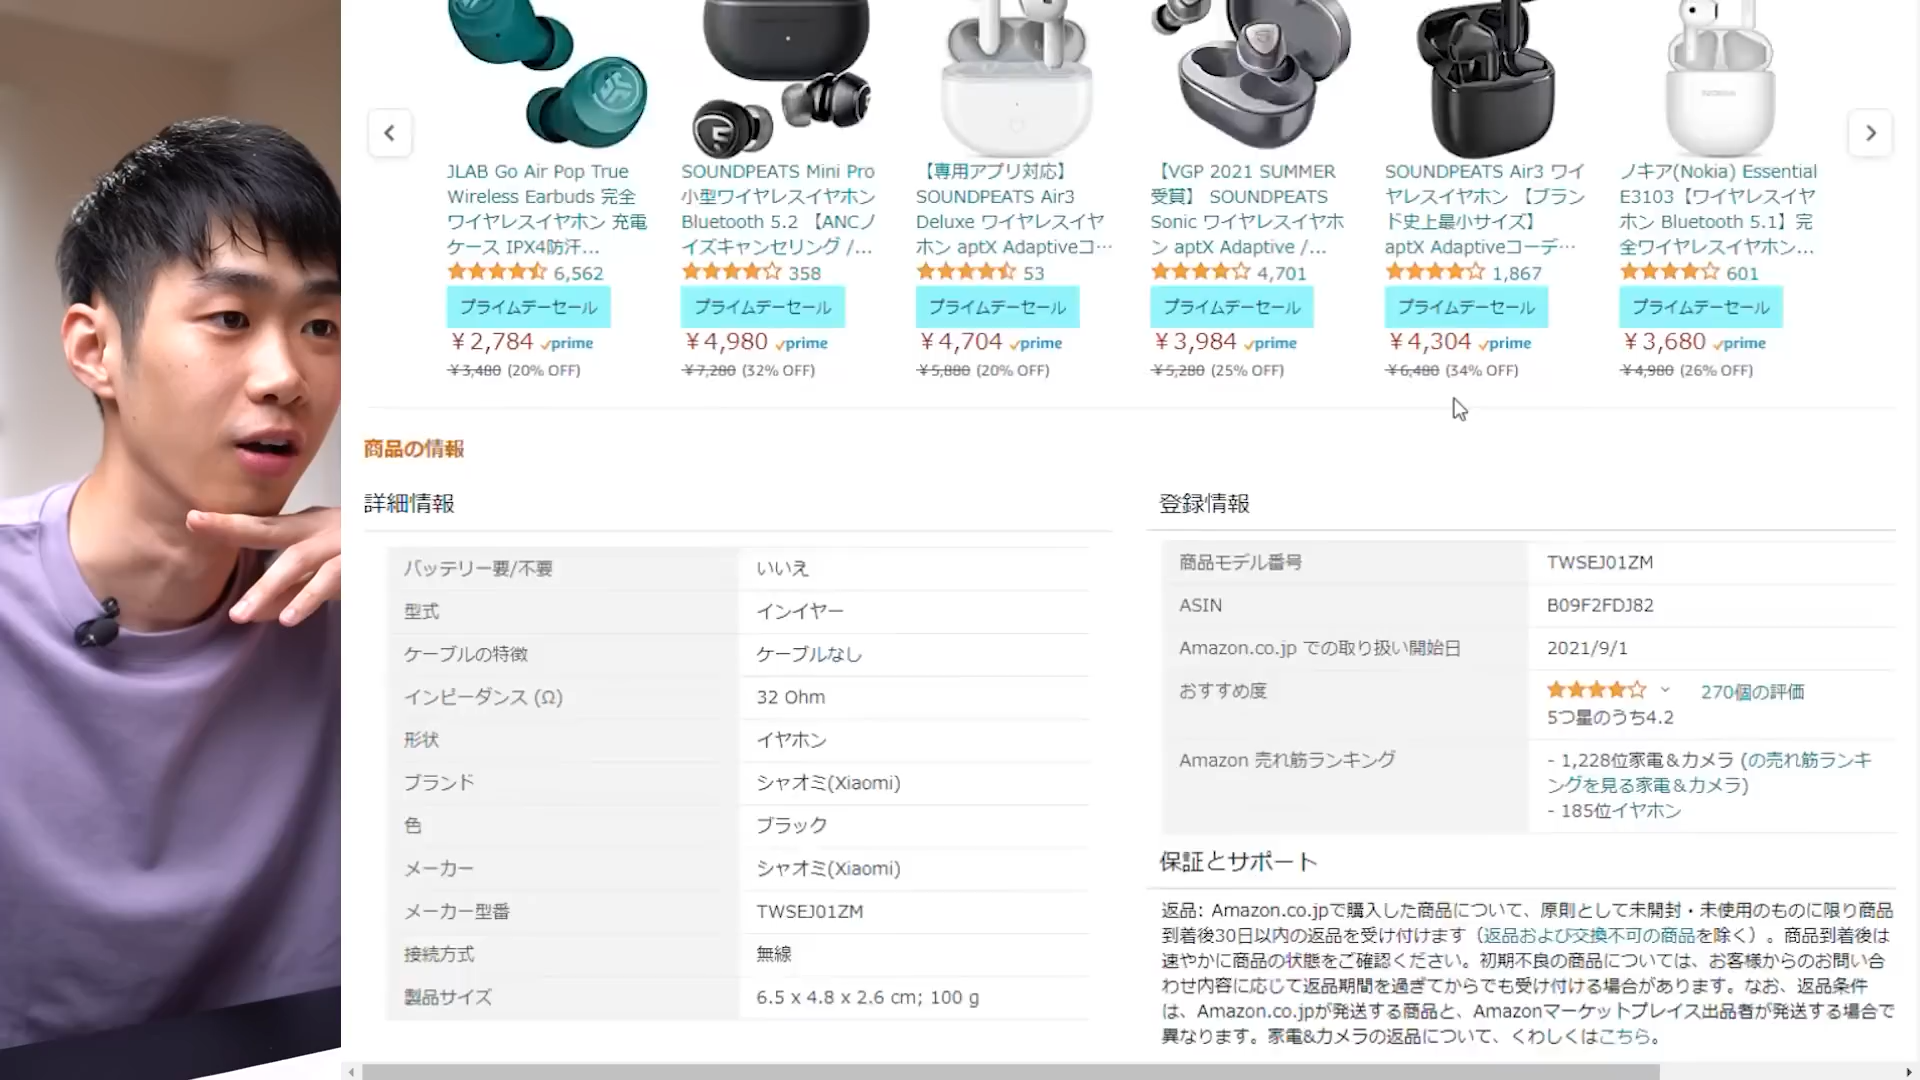 JLAB Go Air Pop True
Wireless Earbuds 完全
ワイヤレスイヤホン 充電
ケース IPX4防汗...
6,562
プライムデーセール
￥2,784 prime
￥3,480 (20% OFF)
SOUNDPEATS Mini Pro
小型ワイヤレスイヤホン
Bluetooth 5.2 【ANCノ
イズキャンセリング /...
358
プライムデーセール
￥4,980 prime
￥7,280 (32% OFF)
【専用アプリ対応】
SOUNDPEATS Air3
Deluxe ワイヤレスイヤ
ホン aptX Adaptiveコ…
53
プライムデーセール
￥4,704 prime
￥5,880 (20% OFF)
【VGP 2021 SUMMER
受賞】 SOUNDPEATS
Sonic ワイヤレスイヤホ
ン aptX Adaptive /...
4,701
プライムデーセール
￥3,984 prime
￥5,280 (25% OFF)
SOUNDPEATS Air3 ワイ
ヤレスイヤホン 【ブラン
ド史上最小サイズ】
aptX Adaptiveコーデ…
1,867
プライムデーセール
￥4,304 prime
￥6,480 (34% OFF)
NOKIA
ノキア(Nokia) Essential
E3103【ワイヤレスイヤ
ホン Bluetooth 5.1】完
全ワイヤレスイヤホン...
601
プライムデーセール
￥3,680 prime
￥4,980 (26% OFF)
商品の情報
詳細情報
バッテリー要/不要 いいえ
型式 インイヤー
ケーブルの特徴 ケーブルなし
インピーダンス (Ω) 32 Ohm
形状 イヤホン
ブランド シャオミ(Xiaomi)
色 ブラック
メーカー シャオミ(Xiaomi)
メーカー型番 TWSEJ01ZM
接続方式 無線
製品サイズ 6.5 x 4.8 x 2.6 cm; 100 g
登録情報
商品モデル番号 TWSEJ01ZM
ASIN B09F2FDJ82
Amazon.co.jp での取り扱い開始日 2021/9/1
おすすめ度 270個の評価
5つ星のうち4.2
Amazon 売れ筋ランキング - 1,228位家電＆カメラ (の売れ筋ランキ
ングを見る家電＆カメラ)
- 185位イヤホン
保証とサポート
返品: Amazon.co.jpで購入した商品について、原則として未開封・未使用のものに限り商品
到着後30日以内の返品を受け付けます（返品および交換不可の商品を除く）。商品到着後は
速やかに商品の状態をご確認ください。初期不良の商品については、お客様からのお問い合
わせ内容に応じて返品期間を過ぎてからでも受け付ける場合があります。なお、返品条件
は、Amazon.co.jpが発送する商品と、Amazonマーケットプレイス出品者が発送する場合で
異なります。家電&カメラの返品について、くわしくはこちら。